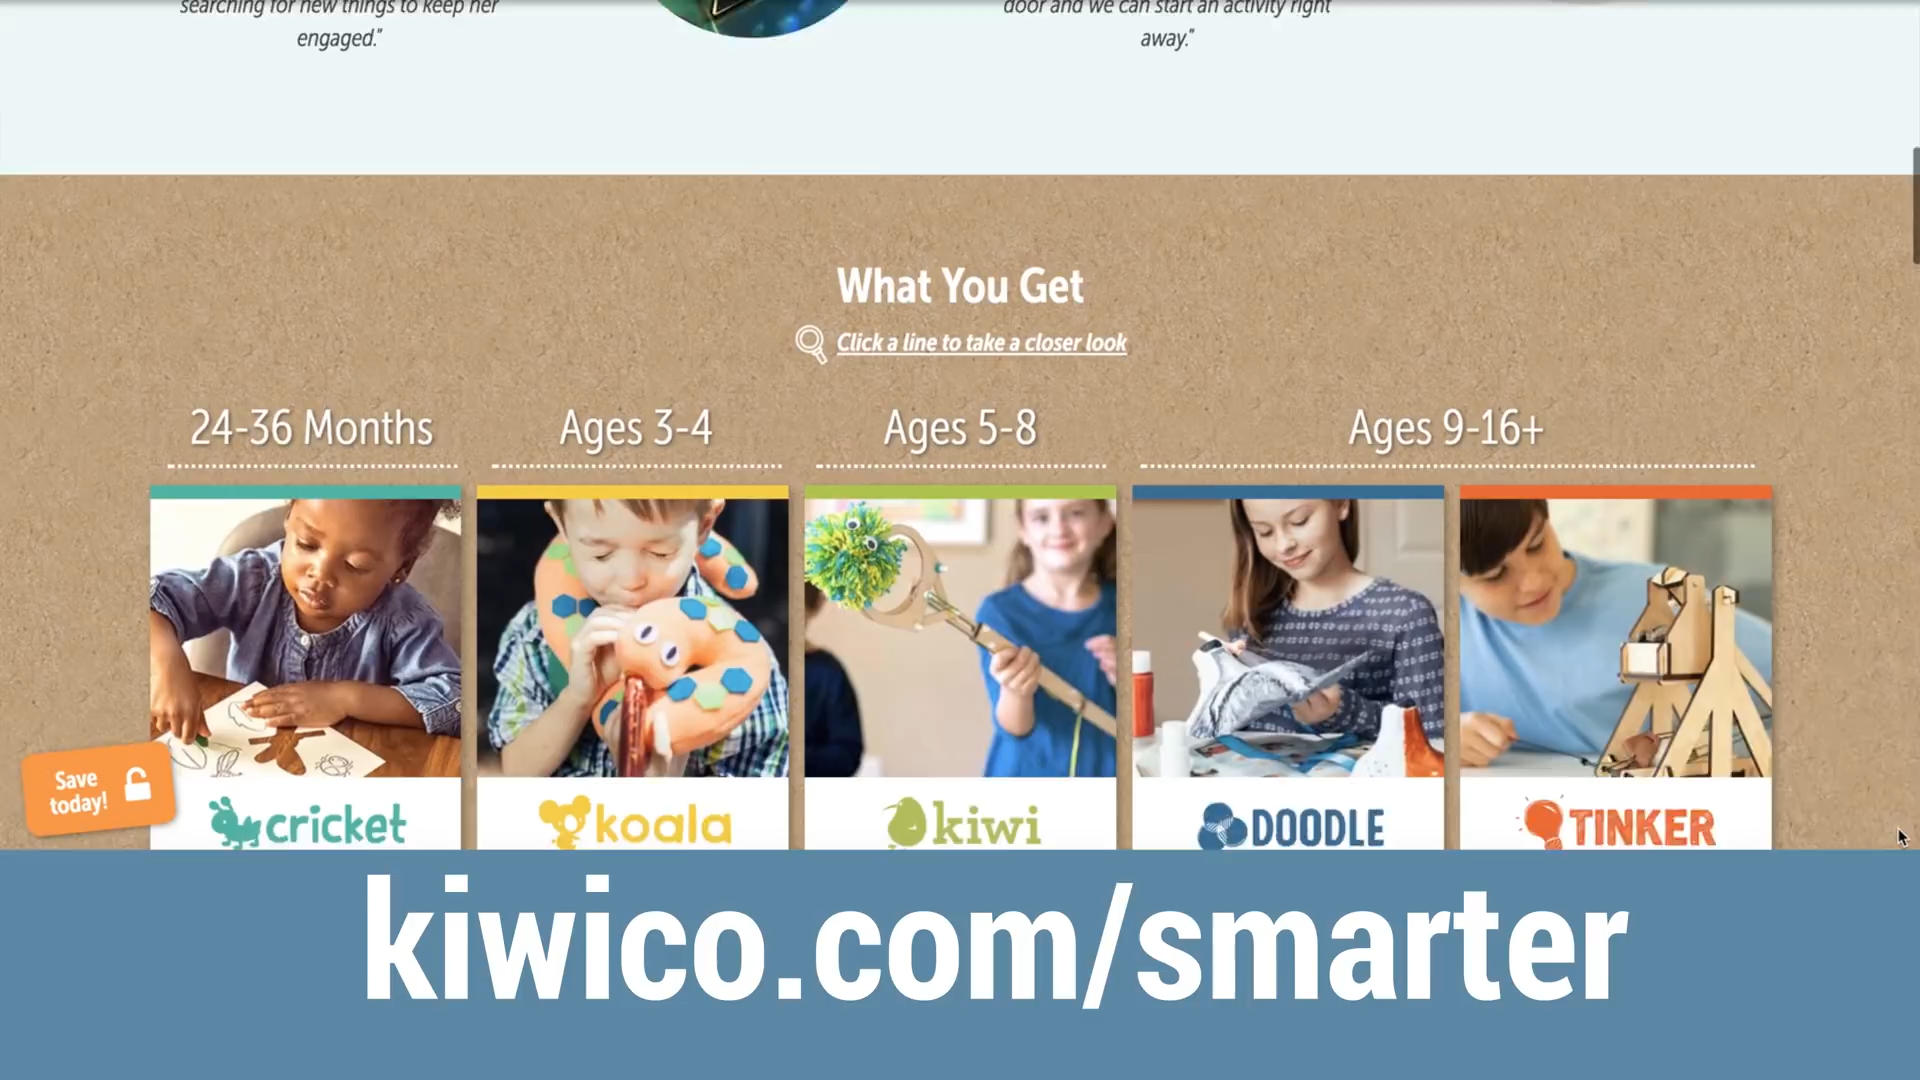 searching for new things to keep her
engaged."
door and we can start an activity right
away."
What You Get
Click a line to take a closer look
24-36 Months
Ages 3-4
Ages 5-8
Ages 9-16+
Save
today!
cricket
koala
kiwi
DOODLE
TINKER
kiwico.com/smarter